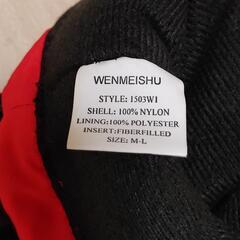 WENMEISHU
STYLE: 1503W1
SHELL: 100% NYLON
LINING:100% POLYESTER
INSERT:FIBERFILLED
SIZE: M-L